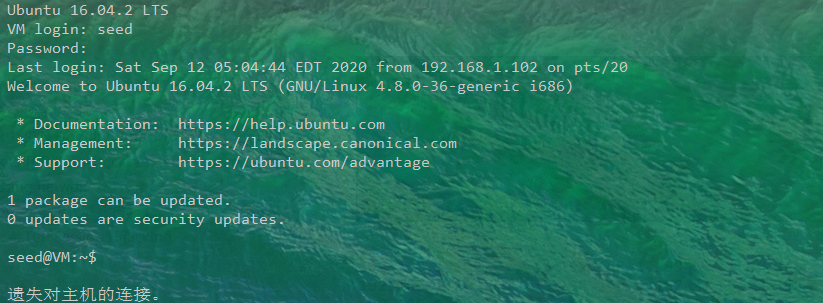 Ubuntu 16.04.2 LTS
VM login: seed
Password:
Last login: Sat Sep 12 05:04:44 EDT 2020 from 192.168.1.102 on pts/20
Welcome to Ubuntu 16.04.2 LTS (GNU/Linux 4.8.0-36-generic i686)
* Documentation:  https://help.ubuntu.com
* Management:     https://landscape.canonical.com
* Support:        https://ubuntu.com/advantage
1 package can be updated.
0 updates are security updates.
seed@VM:~$
遗失对主机的连接。